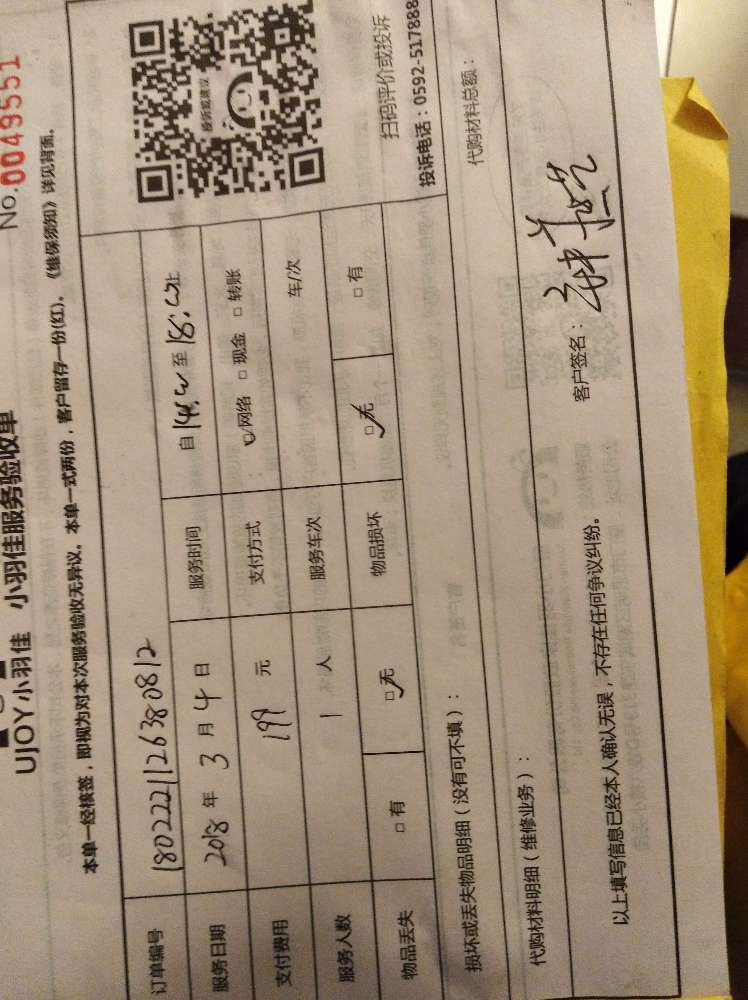 No.0049551
UJOY小羽佳 小羽佳服务验收单
本单一经核签，即视为对本次服务验收无异议。本单一式两份，客户留存一份(红)。《维保须知》详见背面。
订单编号 1802221126380812
服务日期 2018 年 3 月 4 日 服务时间 自 14:00 至 18:00 止
支付费用 199 元 支付方式 ☑网络 □现金 □转账
服务人数 1 人 服务车次 车/次
物品丢失 □有 ☑无 物品损坏 ☑无 □有
投诉或建议
扫码评价或投诉
投诉电话：0592-517888
损坏或丢失物品明细（没有可不填）：
代购材料明细（维修业务）： 代购材料总额：
以上填写信息已经本人确认无误，不存在任何争议纠纷。 客户签名：